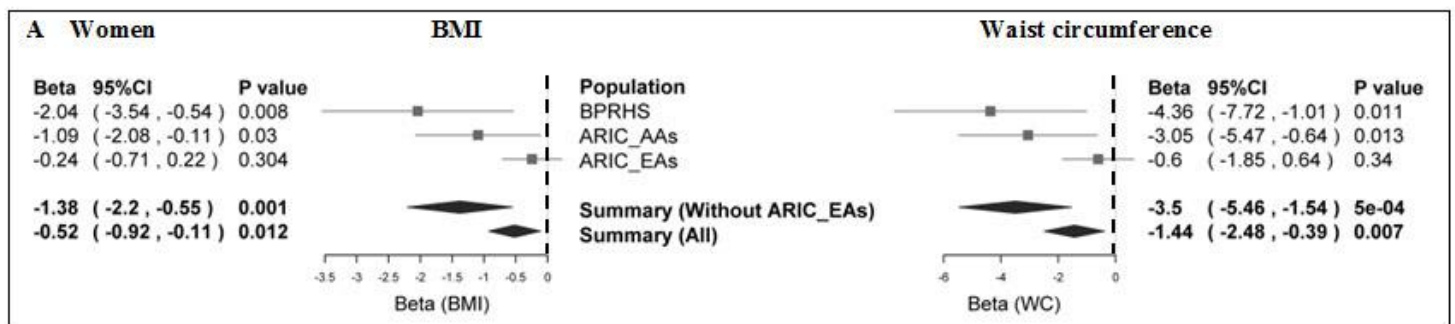 A Women BMI Waist circumference
Beta 95%CI P value Population Beta 95%CI P value
-2.04 ( -3.54 , -0.54 ) 0.008 BPRHS -4.36 ( -7.72 , -1.01 ) 0.011
-1.09 ( -2.08 , -0.11 ) 0.03 ARIC_AAs -3.05 ( -5.47 , -0.64 ) 0.013
-0.24 ( -0.71 , 0.22 ) 0.304 ARIC_EAs -0.6 ( -1.85 , 0.64 ) 0.34
-1.38 ( -2.2 , -0.55 ) 0.001 Summary (Without ARIC_EAs) -3.5 ( -5.46 , -1.54 ) 5e-04
-0.52 ( -0.92 , -0.11 ) 0.012 Summary (All) -1.44 ( -2.48 , -0.39 ) 0.007
-3.5 -3 -2.5 -2 -1.5 -1 -0.5 0 -6 -4 -2 0
Beta (BMI) Beta (WC)